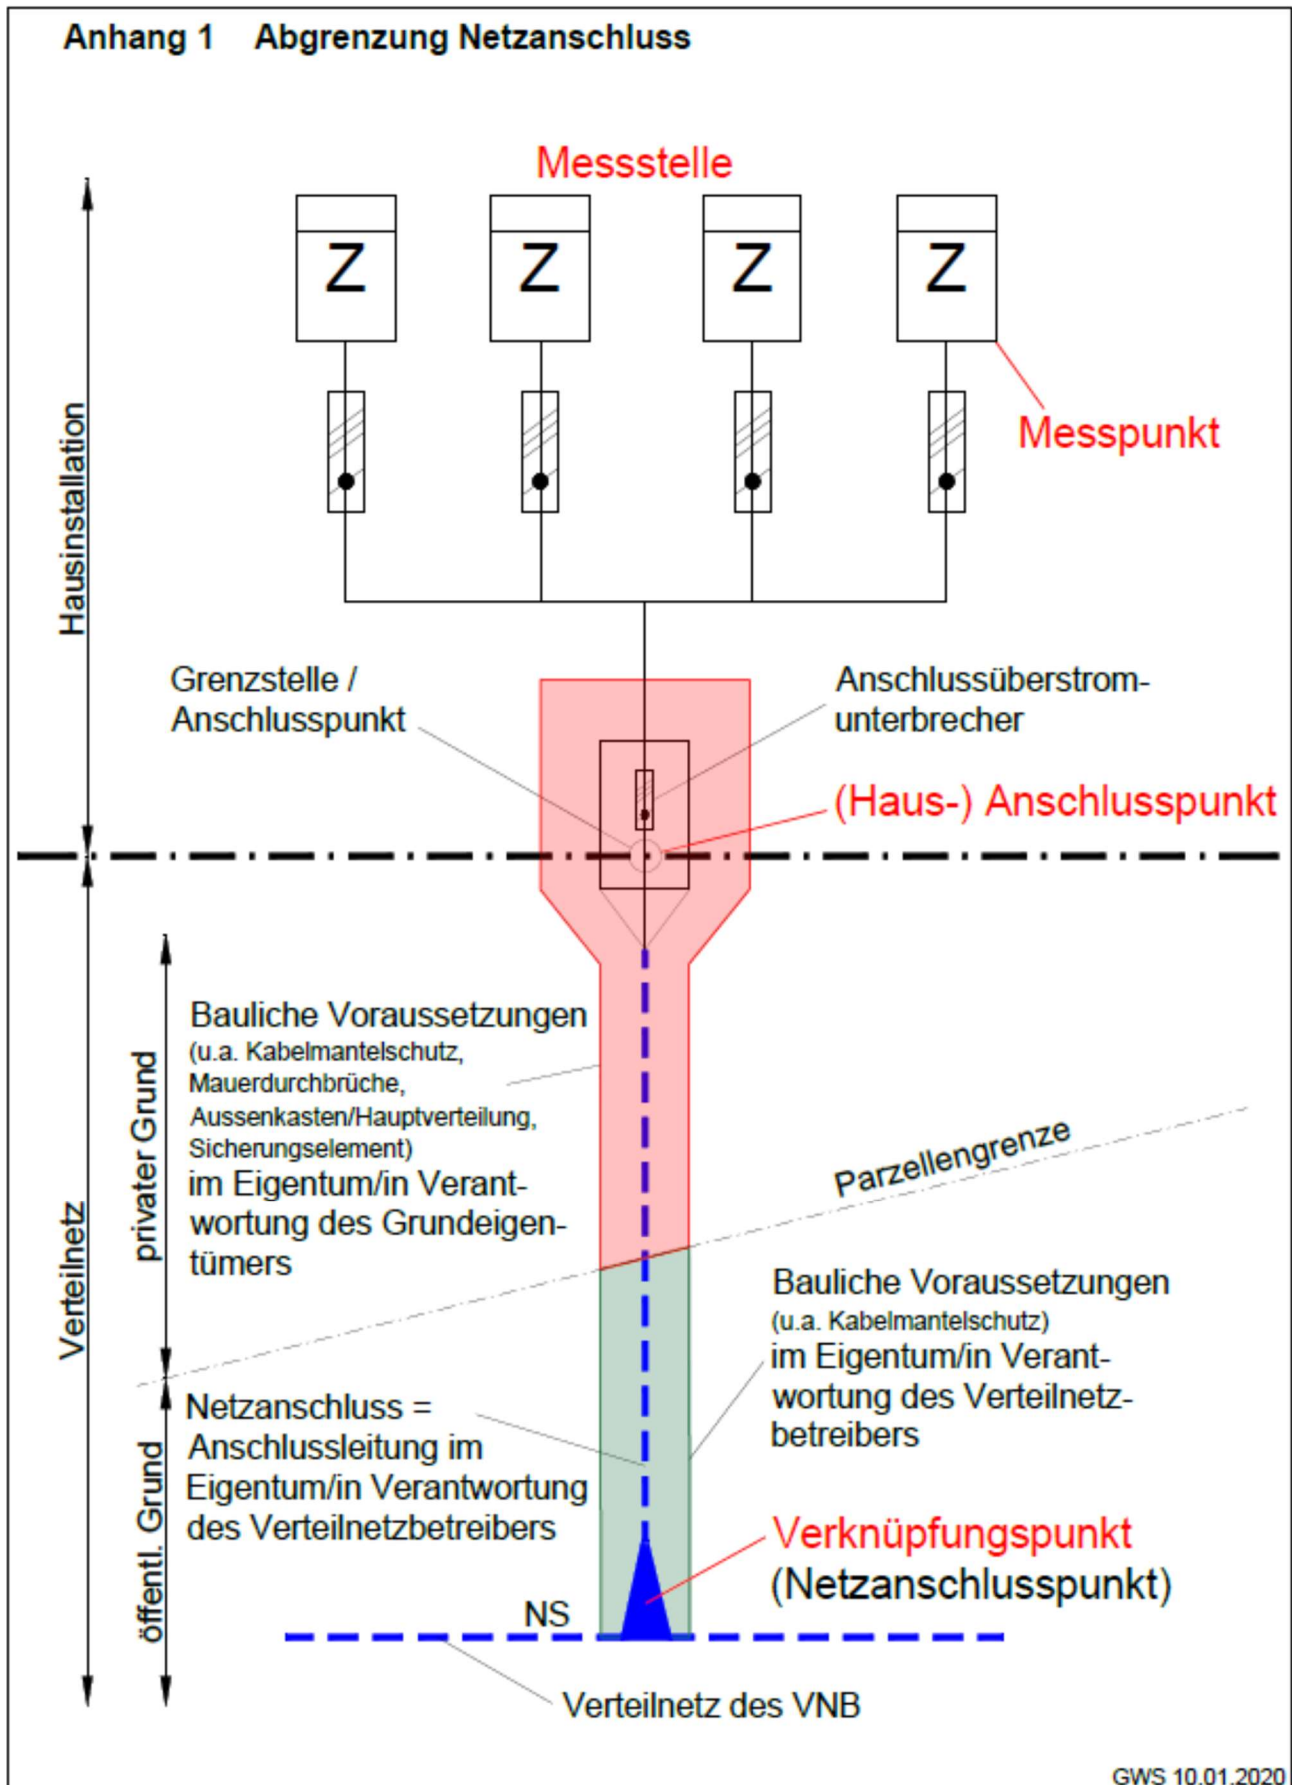 Anhang 1 Abgrenzung Netzanschluss
Messstelle
Z Z Z Z
Messpunkt
Hausinstallation
Grenzstelle /
Anschlusspunkt
Anschlussüberstrom-
unterbrecher
(Haus-) Anschlusspunkt
Bauliche Voraussetzungen
(u.a. Kabelmantelschutz,
Mauerdurchbrüche,
Aussenkasten/Hauptverteilung,
Sicherungselement)
im Eigentum/in Verant-
wortung des Grundeigen-
tümers
privater Grund
Verteilnetz
Parzellengrenze
Bauliche Voraussetzungen
(u.a. Kabelmantelschutz)
im Eigentum/in Verant-
wortung des Verteilnetz-
betreibers
Netzanschluss =
Anschlussleitung im
Eigentum/in Verantwortung
des Verteilnetzbetreibers
öffentl. Grund
Verknüpfungspunkt
(Netzanschlusspunkt)
NS
Verteilnetz des VNB
GWS 10.01.2020